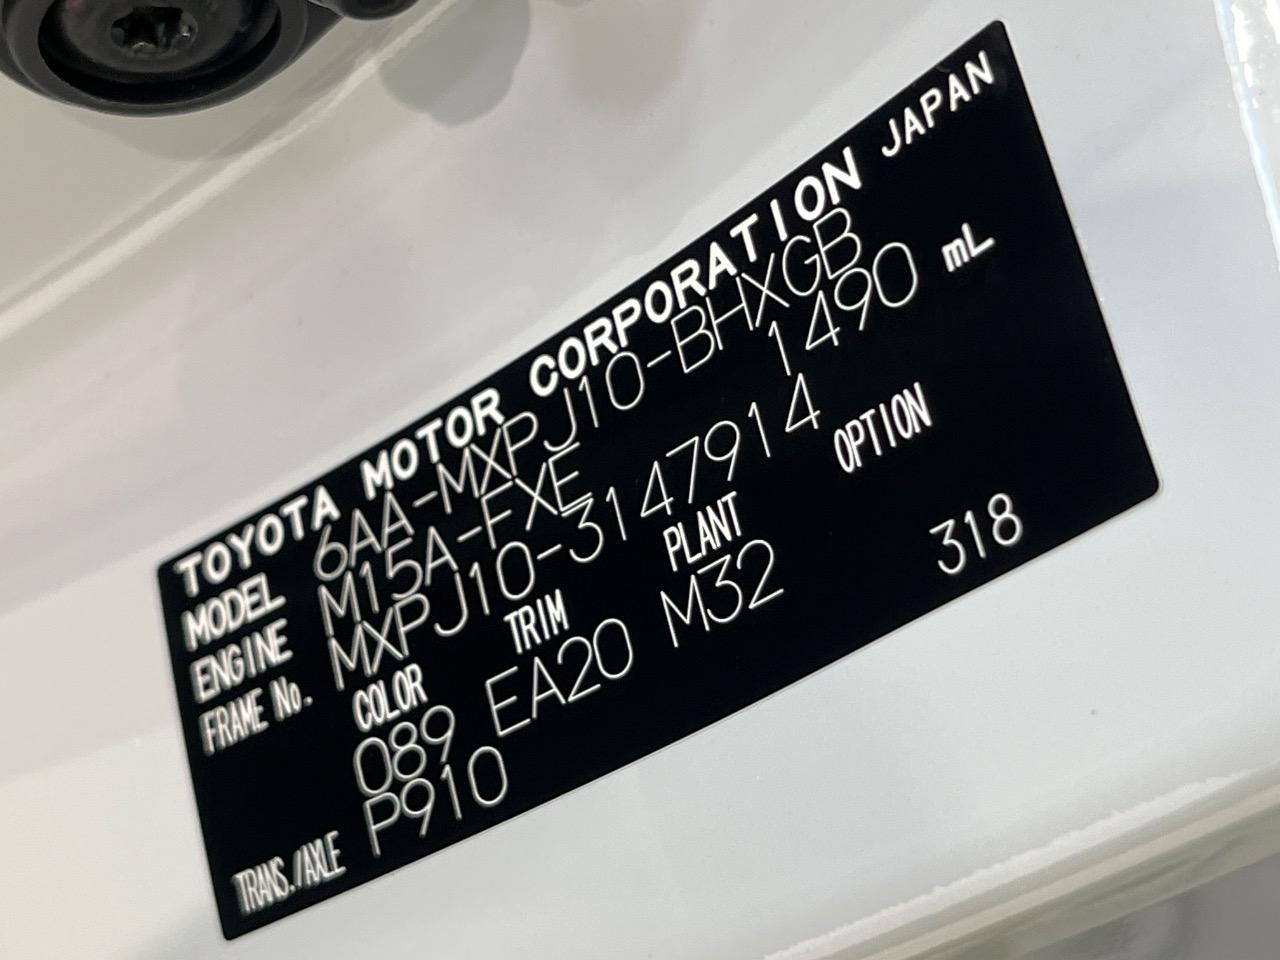 TOYOTA MOTOR CORPORATION JAPAN
MODEL 6AA-MXPJ10-BHXGB
ENGINE M15A-FXE 1490 mL
FRAME No. MXPJ10-3147914
COLOR TRIM PLANT OPTION
089 EA20 M32 318
TRANS./AXLE P910